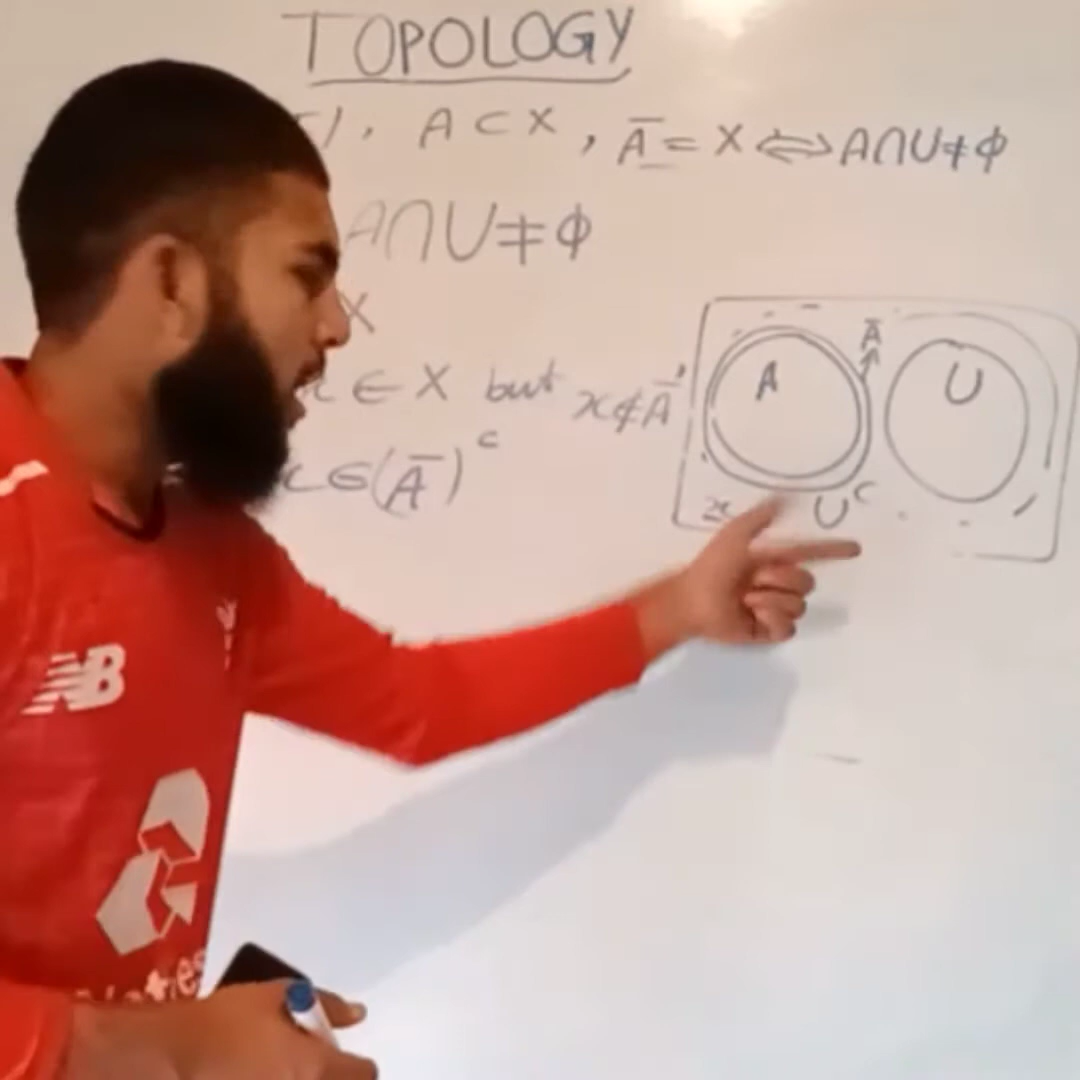 TOPOLOGY
, A ⊂ X , A̅ = X ⟺ A∩U≠ϕ
A∩U≠ϕ
X
∈ X but x∉A̅
x∈(A̅)ᶜ
A̅
A
U
x
Uᶜ
NB